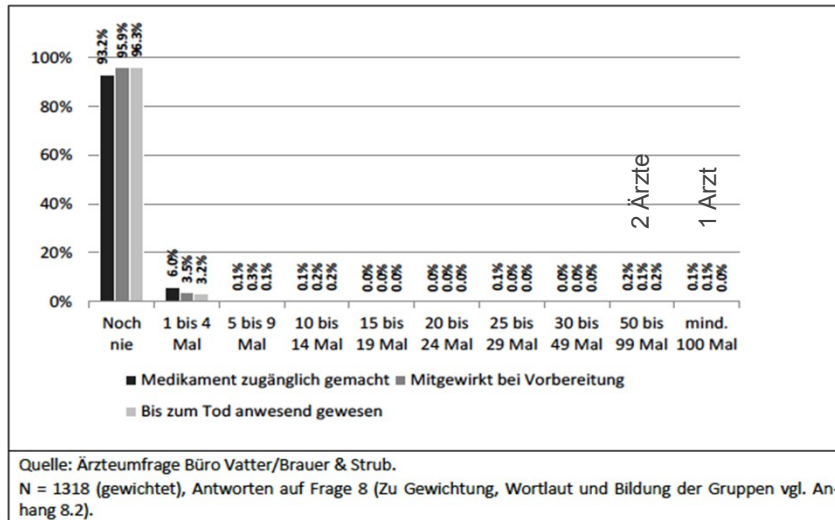 93.2% 95.9% 96.3%
100%
80%
60%
40%
20%
0%
2 Ärzte
1 Arzt
6.0% 3.5% 3.2%
0.1% 0.3% 0.1%
0.1% 0.2% 0.2%
0.0% 0.0% 0.0%
0.0% 0.0% 0.0%
0.1% 0.0% 0.0%
0.0% 0.0% 0.0%
0.2% 0.1% 0.2%
0.1% 0.1% 0.0%
Noch nie
1 bis 4 Mal
5 bis 9 Mal
10 bis 14 Mal
15 bis 19 Mal
20 bis 24 Mal
25 bis 29 Mal
30 bis 49 Mal
50 bis 99 Mal
mind. 100 Mal
Medikament zugänglich gemacht Mitgewirkt bei Vorbereitung
Bis zum Tod anwesend gewesen
Quelle: Ärzteumfrage Büro Vatter/Brauer & Strub.
N = 1318 (gewichtet), Antworten auf Frage 8 (Zu Gewichtung, Wortlaut und Bildung der Gruppen vgl. An-
hang 8.2).